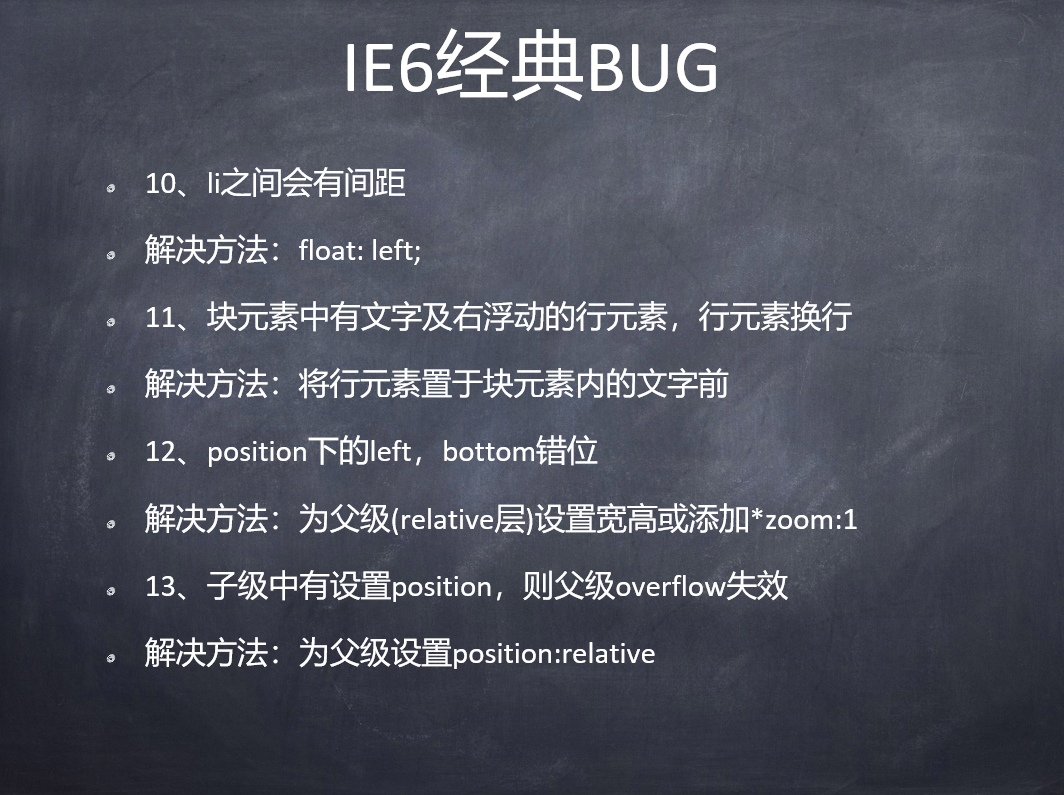 IE6经典BUG
10、li之间会有间距
解决方法：float: left;
11、块元素中有文字及右浮动的行元素，行元素换行
解决方法：将行元素置于块元素内的文字前
12、position下的left，bottom错位
解决方法：为父级(relative层)设置宽高或添加*zoom:1
13、子级中有设置position，则父级overflow失效
解决方法：为父级设置position:relative